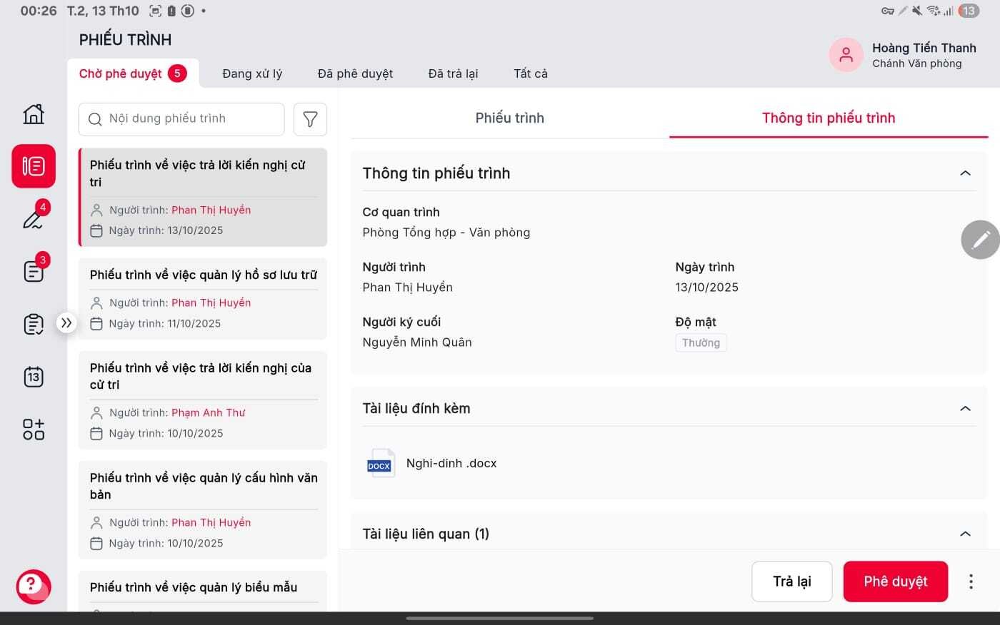 00:26 T.2, 13 Th10
13
PHIẾU TRÌNH
Hoàng Tiến Thanh
Chánh Văn phòng
Chờ phê duyệt 5
Đang xử lý
Đã phê duyệt
Đã trả lại
Tất cả
4
3
13
?
Nội dung phiếu trình
Phiếu trình về việc trả lời kiến nghị cử
tri
Người trình: Phan Thị Huyền
Ngày trình: 13/10/2025
Phiếu trình về việc quản lý hồ sơ lưu trữ
Người trình: Phan Thị Huyền
Ngày trình: 11/10/2025
Phiếu trình về việc trả lời kiến nghị của
cử tri
Người trình: Phạm Anh Thư
Ngày trình: 10/10/2025
Phiếu trình về việc quản lý cấu hình văn
bản
Người trình: Phan Thị Huyền
Ngày trình: 10/10/2025
Phiếu trình về việc quản lý biểu mẫu
Phiếu trình
Thông tin phiếu trình
Thông tin phiếu trình
Cơ quan trình
Phòng Tổng hợp - Văn phòng
Người trình
Phan Thị Huyền
Ngày trình
13/10/2025
Người ký cuối
Nguyễn Minh Quân
Độ mật
Thường
Tài liệu đính kèm
DOCX
Nghi-dinh .docx
Tài liệu liên quan (1)
Trả lại
Phê duyệt